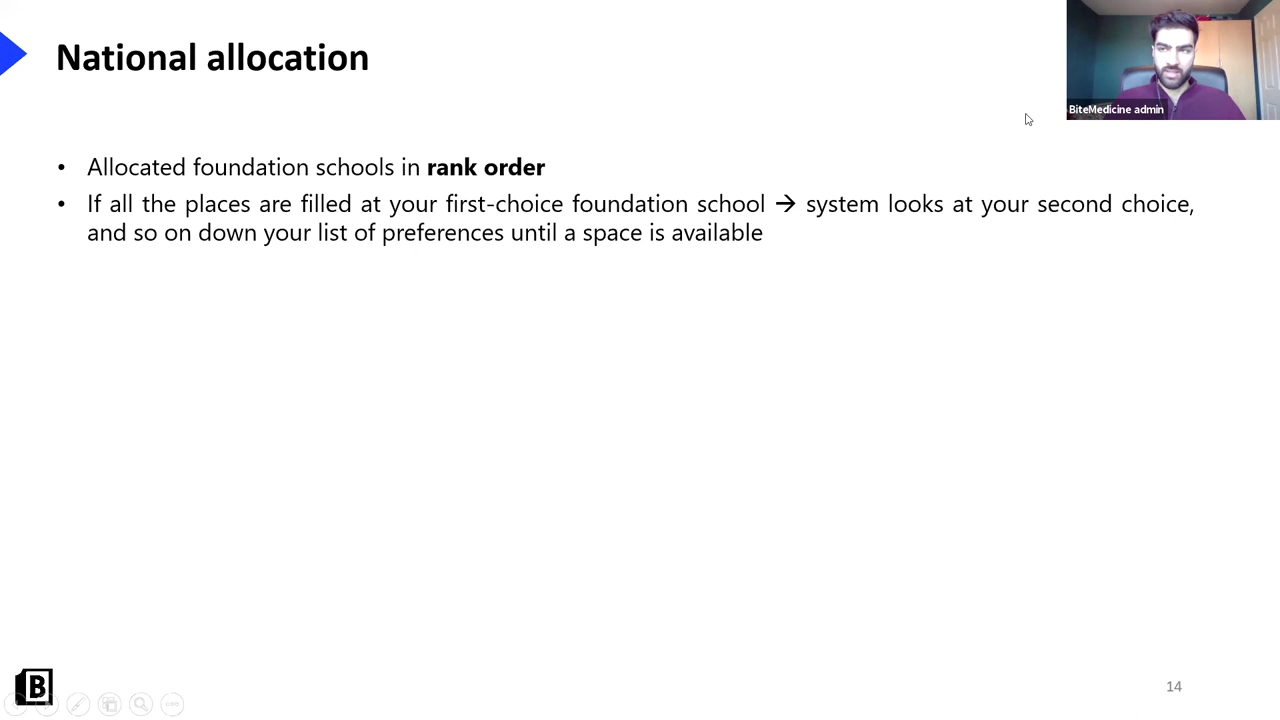 National allocation
BiteMedicine admin
• Allocated foundation schools in rank order
• If all the places are filled at your first-choice foundation school → system looks at your second choice,
and so on down your list of preferences until a space is available
B
14